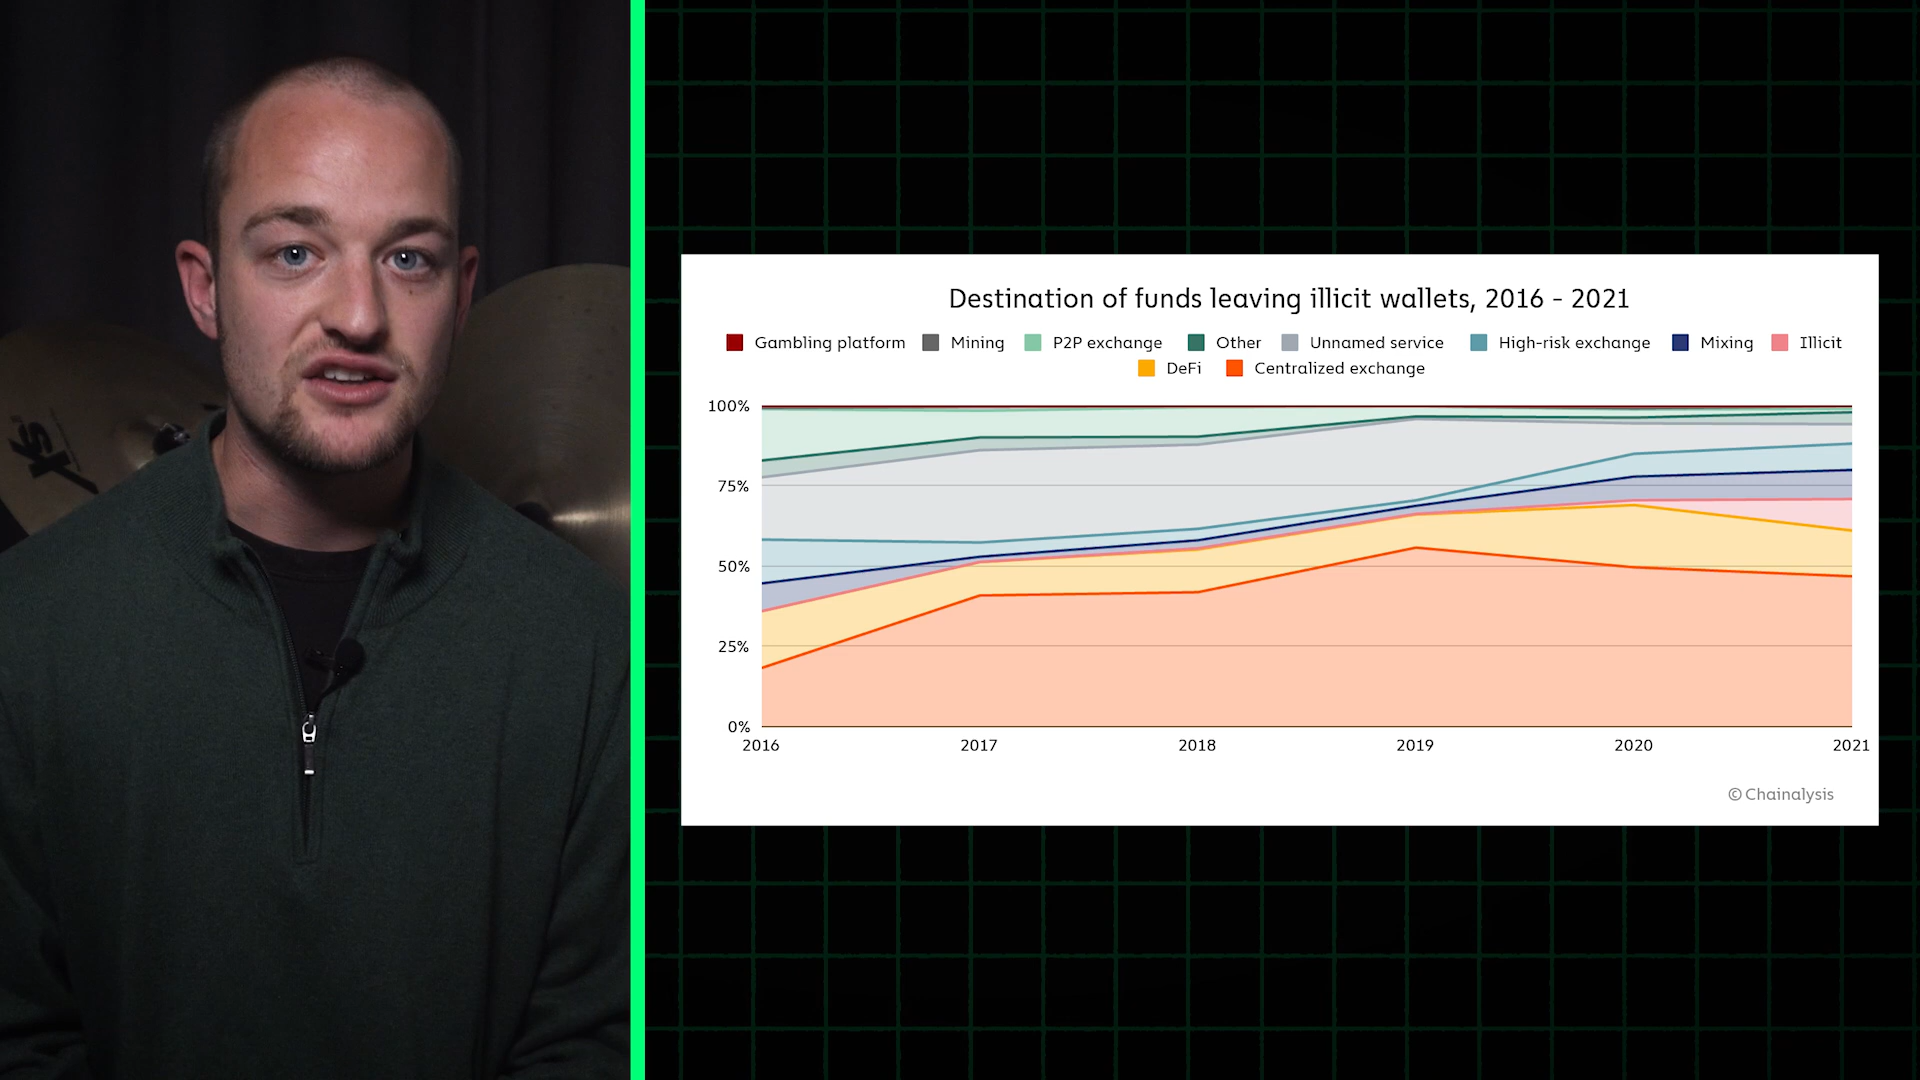 Destination of funds leaving illicit wallets, 2016 - 2021
Gambling platform Mining P2P exchange Other Unnamed service High-risk exchange Mixing Illicit
DeFi Centralized exchange
100%
75%
50%
25%
0%
2016 2017 2018 2019 2020 2021
© Chainalysis